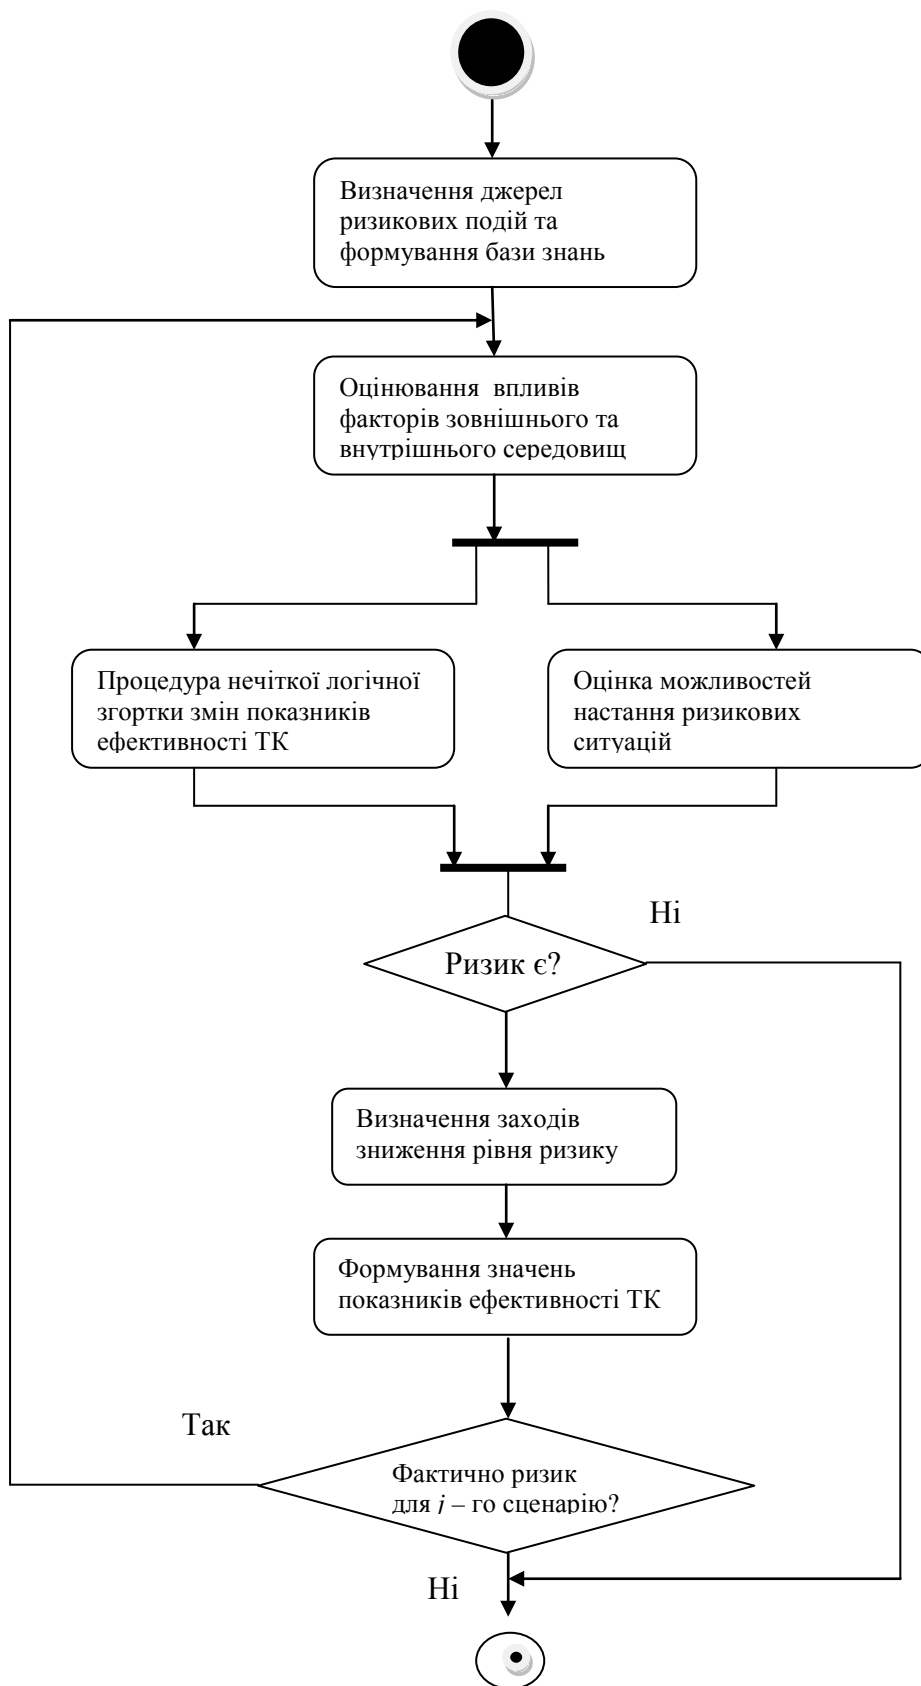 Визначення джерел
ризикових подій та
формування бази знань
Оцінювання впливів
факторів зовнішнього та
внутрішнього середовищ
Процедура нечіткої логічної
згортки змін показників
ефективності ТК
Оцінка можливостей
настання ризикових
ситуацій
Ні
Ризик є?
Визначення заходів
зниження рівня ризику
Формування значень
показників ефективності ТК
Так
Фактично ризик
для j – го сценарію?
Ні